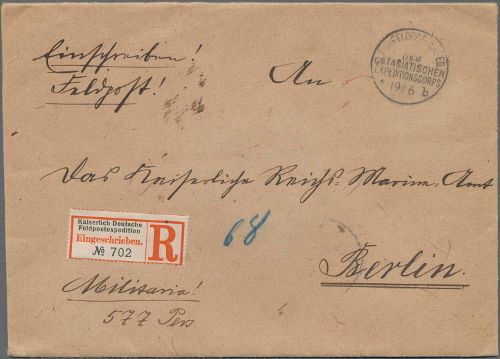 Einschreiben!
Feldpost!
An
DES
OSTASIATISCHEN
EXPEDITIONSCORPS
19/6 b
Das Kaiserliche Reichs-Marine-Amt
Kaiserlich Deutsche
Feldpostexpedition
Eingeschrieben.
№ 702
R
68
Berlin.
Militaria!
577